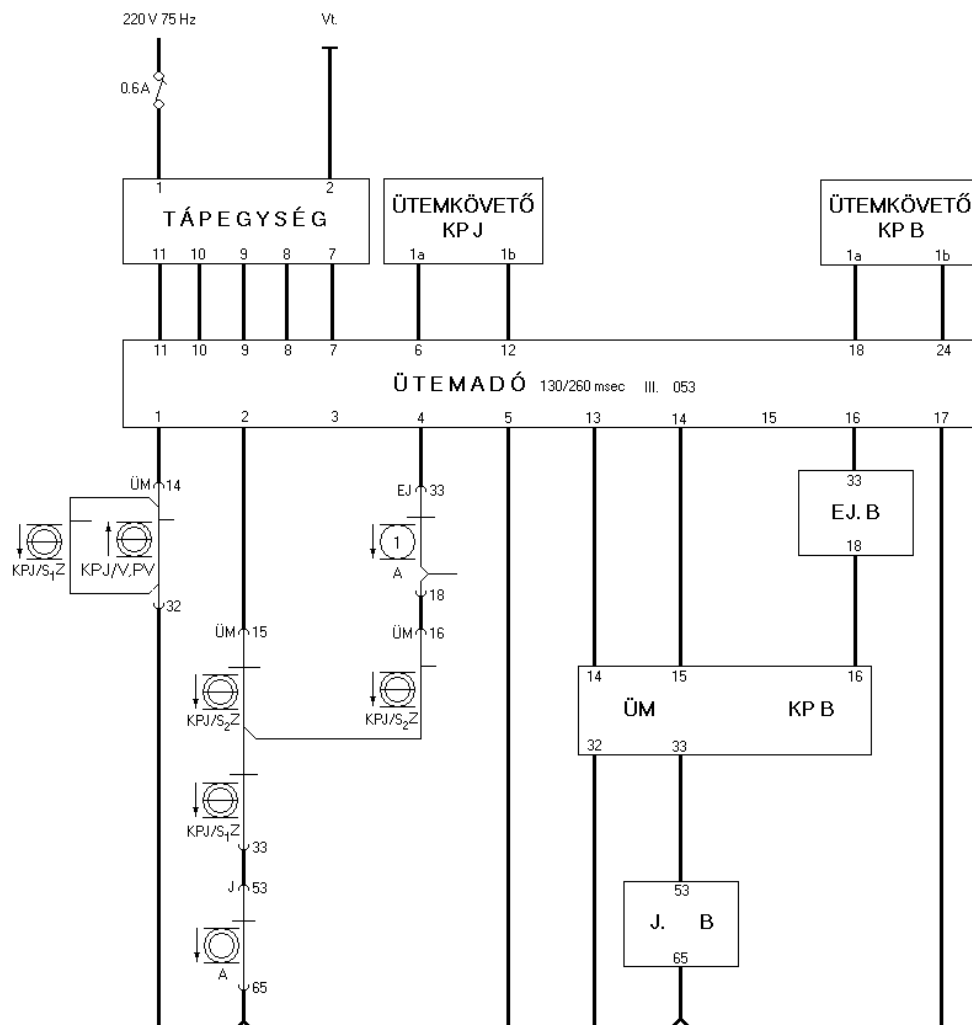 220 V 75 Hz Vt.
0.6A
1 2
TÁPEGYSÉG
11 10 9 8 7
ÜTEMKÖVETŐ
KP J
1a 1b
ÜTEMKÖVETŐ
KP B
1a 1b
11 10 9 8 7 6 12 18 24
ÜTEMADÓ 130/260 msec III. 053
1 2 3 4 5 13 14 15 16 17
ÜM 14
KPJ/S1Z KPJ/V,PV
32
EJ 33
1
A
18
33
EJ. B
18
ÜM 15
ÜM 16
KPJ/S2Z
KPJ/S2Z
14 15 16
ÜM KP B
32 33
KPJ/S1Z
33
J 53
A
65
53
J. B
65